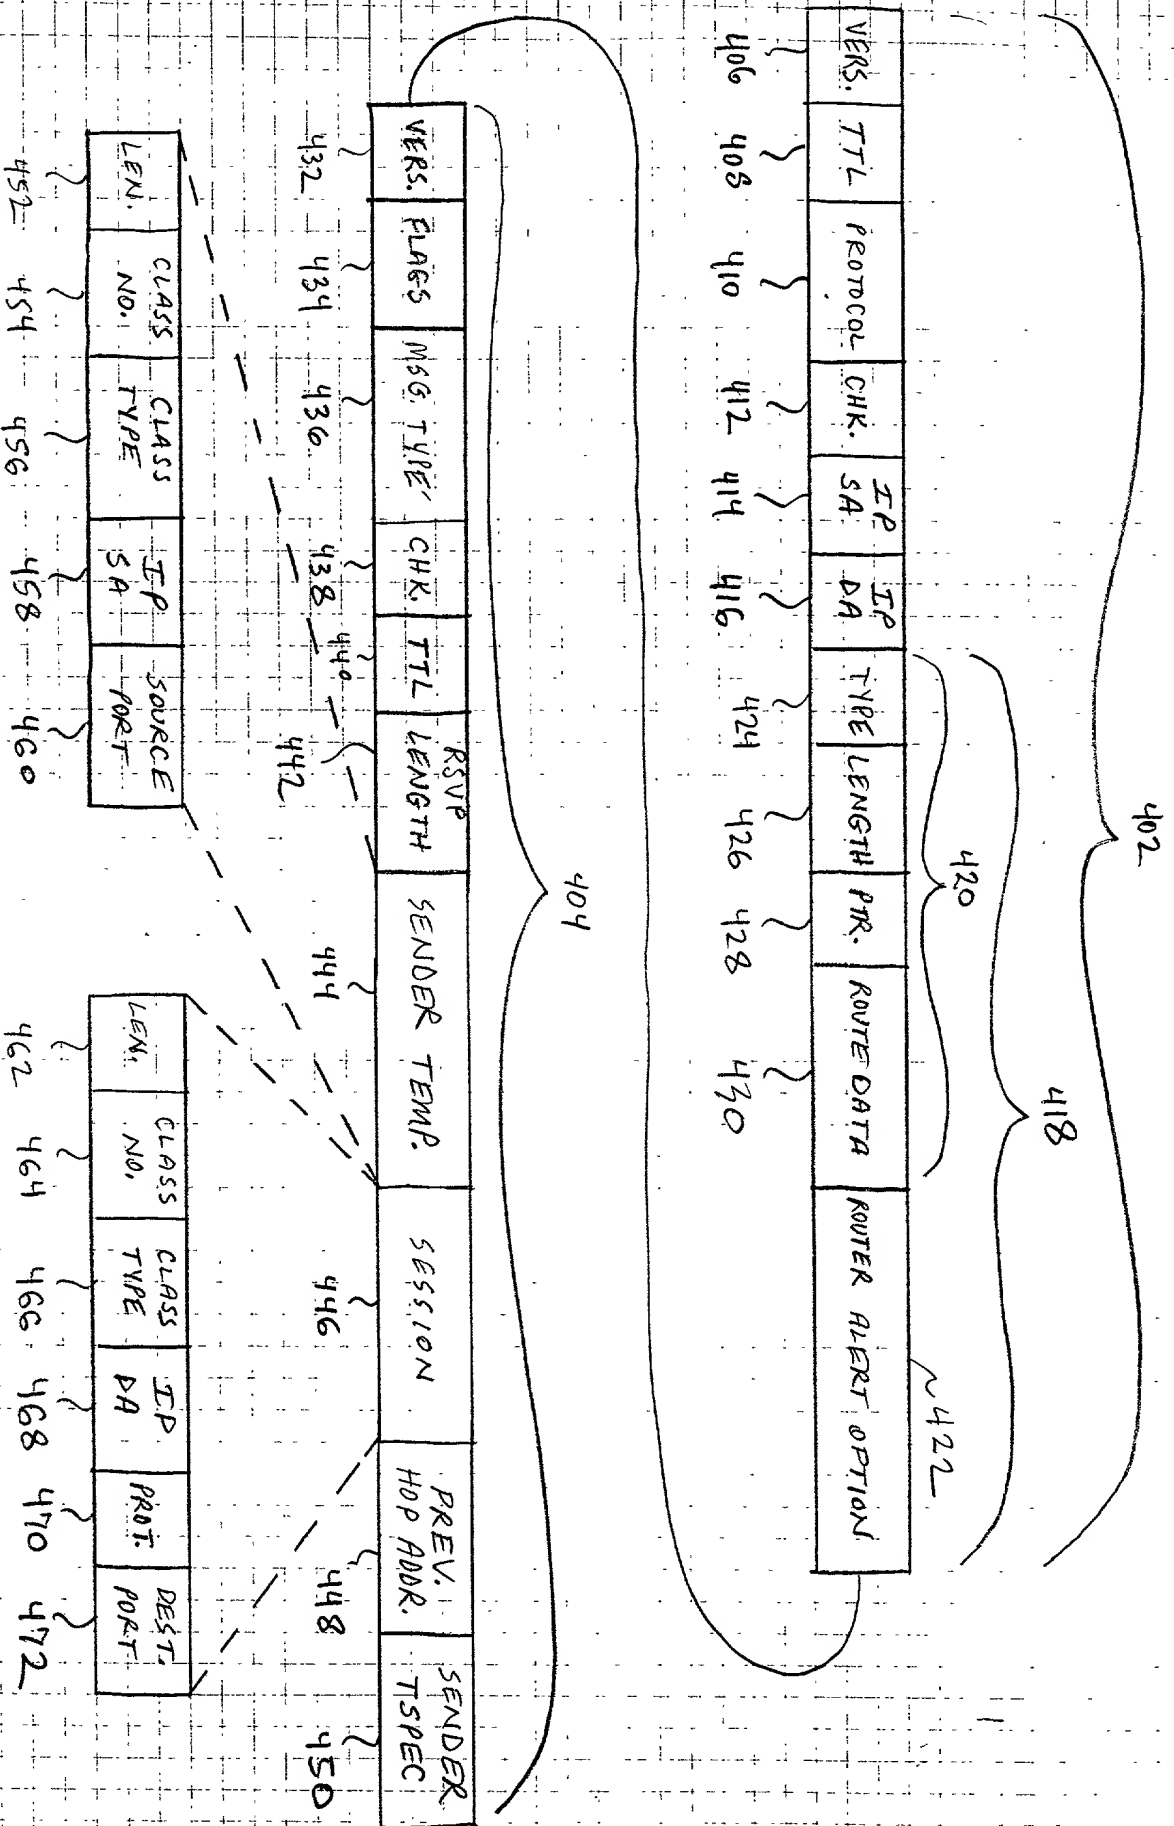 402
418
420
422
VERS.
TTL
PROTOCOL
CHK.
IP
SA
IP
DA
TYPE
LENGTH
PTR.
ROUTE DATA
ROUTER ALERT OPTION
406
408
410
412
414
416
424
426
428
430
404
VERS.
FLAGS
MSG. TYPE
CHK.
TTL
RSVP
LENGTH
SENDER TEMP.
SESSION
PREV.
HOP ADDR.
SENDER
TSPEC
432
434
436
438
440
442
444
446
448
450
LEN.
CLASS
NO.
CLASS
TYPE
IP
SA
SOURCE
PORT
452
454
456
458
460
LEN.
CLASS
NO.
CLASS
TYPE
IP
DA
PROT.
DEST.
PORT
462
464
466
468
470
472